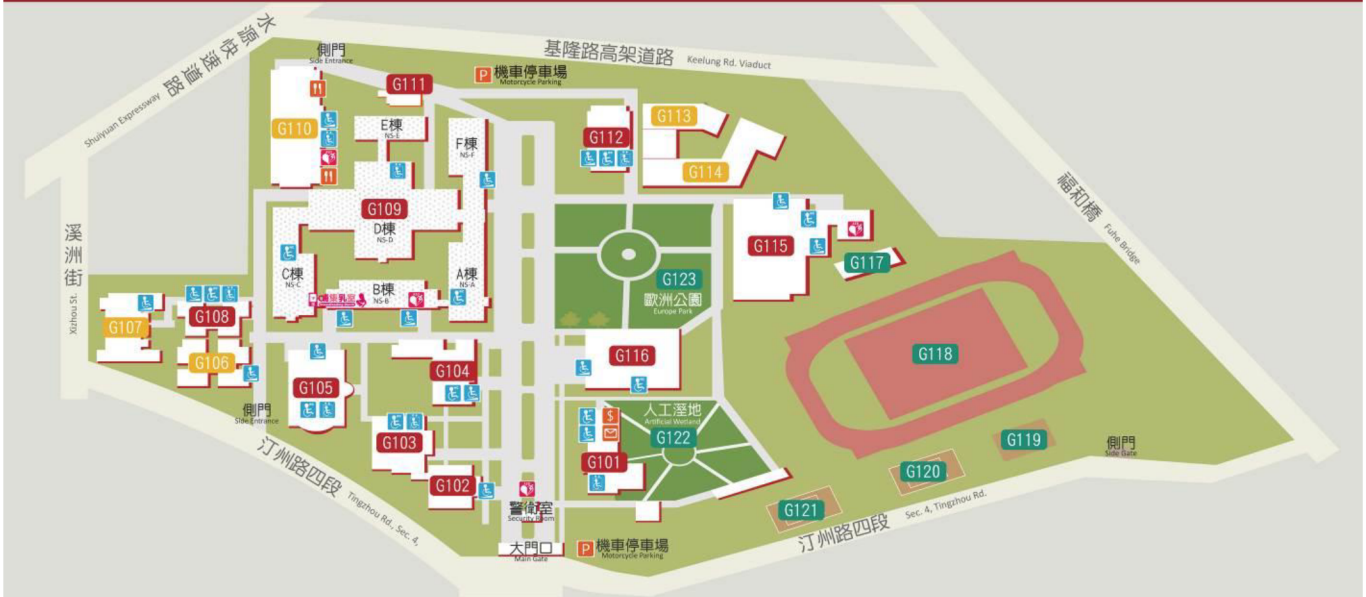 水源快速道路
Shuiyuan Expressway
側門
Side Entrance
基隆路高架道路
Keelung Rd. Viaduct
P 機車停車場
Motorcycle Parking
G111
G110
E棟
NS-E
F棟
NS-F
G112
G113
G114
福和橋
Fuhe Bridge
G109
D棟
NS-D
C棟
NS-C
B棟
NS-B
A棟
NS-A
G115
G117
G123
歐洲公園
Europe Park
溪洲街
Xizhou St.
G107
G108
G106
G105
G104
G116
G118
側門
Side Entrance
G103
G102
$
人工溼地
Artificial Wetland
G122
G101
G119
G120
G121
側門
Side Gate
汀州路四段
Tingzhou Rd., Sec. 4,
警衛室
Security Room
大門口
Main Gate
P 機車停車場
Motorcycle Parking
汀州路四段
Sec. 4, Tingzhou Rd.